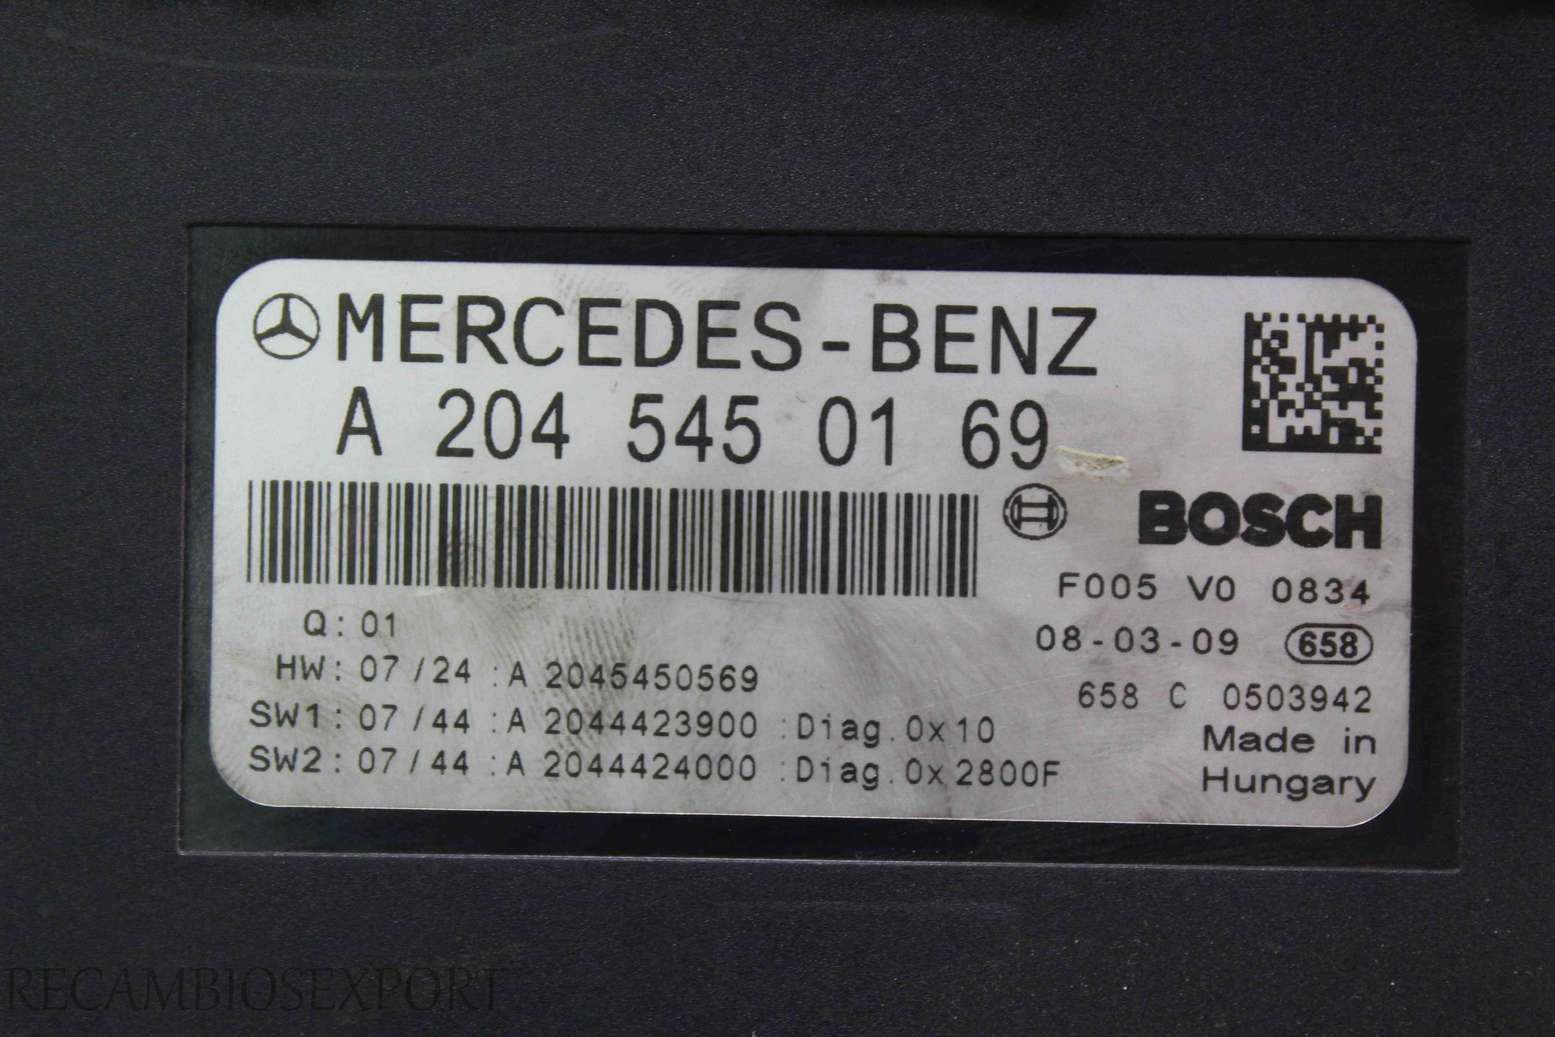 MERCEDES-BENZ
A 204 545 01 69
BOSCH
F005 V0 0834
Q: 01
08-03-09 658
HW: 07/24 :A 2045450569
658 C 0503942
SW1: 07/44 :A 2044423900 :Diag.0x10
Made in
SW2: 07/44 :A 2044424000 :Diag.0x2800F
Hungary
RECAMBIOSEXPORT